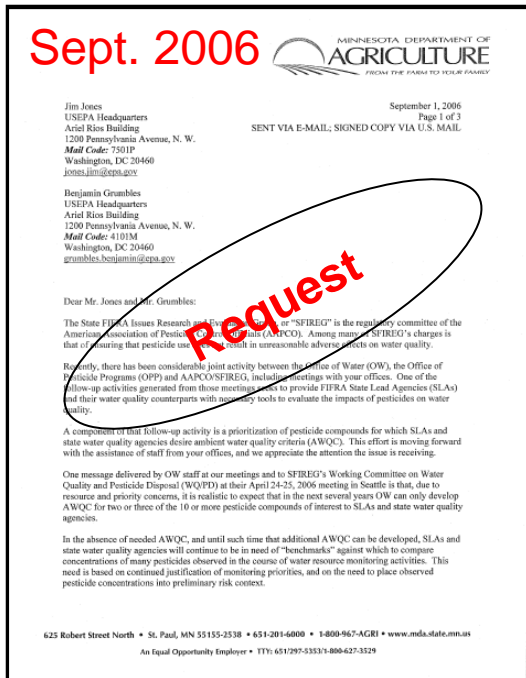 Sept. 2006
MINNESOTA DEPARTMENT OF
AGRICULTURE
FROM THE FARM TO YOUR FAMILY
Jim Jones
USEPA Headquarters
Ariel Rios Building
1200 Pennsylvania Avenue, N. W.
Mail Code: 7501P
Washington, DC 20460
jones.jim@epa.gov
September 1, 2006
Page 1 of 3
SENT VIA E-MAIL; SIGNED COPY VIA U.S. MAIL
Benjamin Grumbles
USEPA Headquarters
Ariel Rios Building
1200 Pennsylvania Avenue, N. W.
Mail Code: 4101M
Washington, DC 20460
grumbles.benjamin@epa.gov
Request
Dear Mr. Jones and Mr. Grumbles:
The State FIFRA Issues Research and Evaluation Group, or "SFIREG" is the regulatory committee of the
American Association of Pesticide Control Officials (AAPCO). Among many of SFIREG's charges is
that of ensuring that pesticide use does not result in unreasonable adverse effects on water quality.
Recently, there has been considerable joint activity between the Office of Water (OW), the Office of
Pesticide Programs (OPP) and AAPCO/SFIREG, including meetings with your offices. One of the
follow-up activities generated from those meetings seeks to provide FIFRA State Lead Agencies (SLAs)
and their water quality counterparts with necessary tools to evaluate the impacts of pesticides on water
quality.
A component of that follow-up activity is a prioritization of pesticide compounds for which SLAs and
state water quality agencies desire ambient water quality criteria (AWQC). This effort is moving forward
with the assistance of staff from your offices, and we appreciate the attention the issue is receiving.
One message delivered by OW staff at our meetings and to SFIREG's Working Committee on Water
Quality and Pesticide Disposal (WQ/PD) at their April 24-25, 2006 meeting in Seattle is that, due to
resource and priority concerns, it is realistic to expect that in the next several years OW can only develop
AWQC for two or three of the 10 or more pesticide compounds of interest to SLAs and state water quality
agencies.
In the absence of needed AWQC, and until such time that additional AWQC can be developed, SLAs and
state water quality agencies will continue to be in need of "benchmarks" against which to compare
concentrations of many pesticides observed in the course of water resource monitoring activities. This
need is based on continued justification of monitoring priorities, and on the need to place observed
pesticide concentrations into preliminary risk context.
625 Robert Street North • St. Paul, MN 55155-2538 • 651-201-6000 • 1-800-967-AGRI • www.mda.state.mn.us
An Equal Opportunity Employer • TTY: 651/297-5353/1-800-627-3529